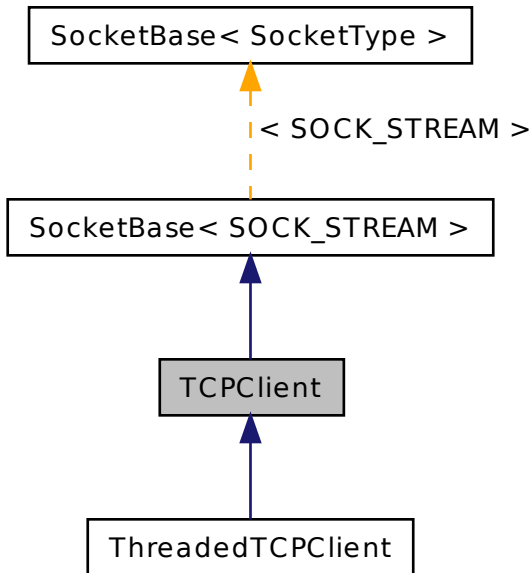 SocketBase< SocketType >
< SOCK_STREAM >
SocketBase< SOCK_STREAM >
TCPClient
ThreadedTCPClient